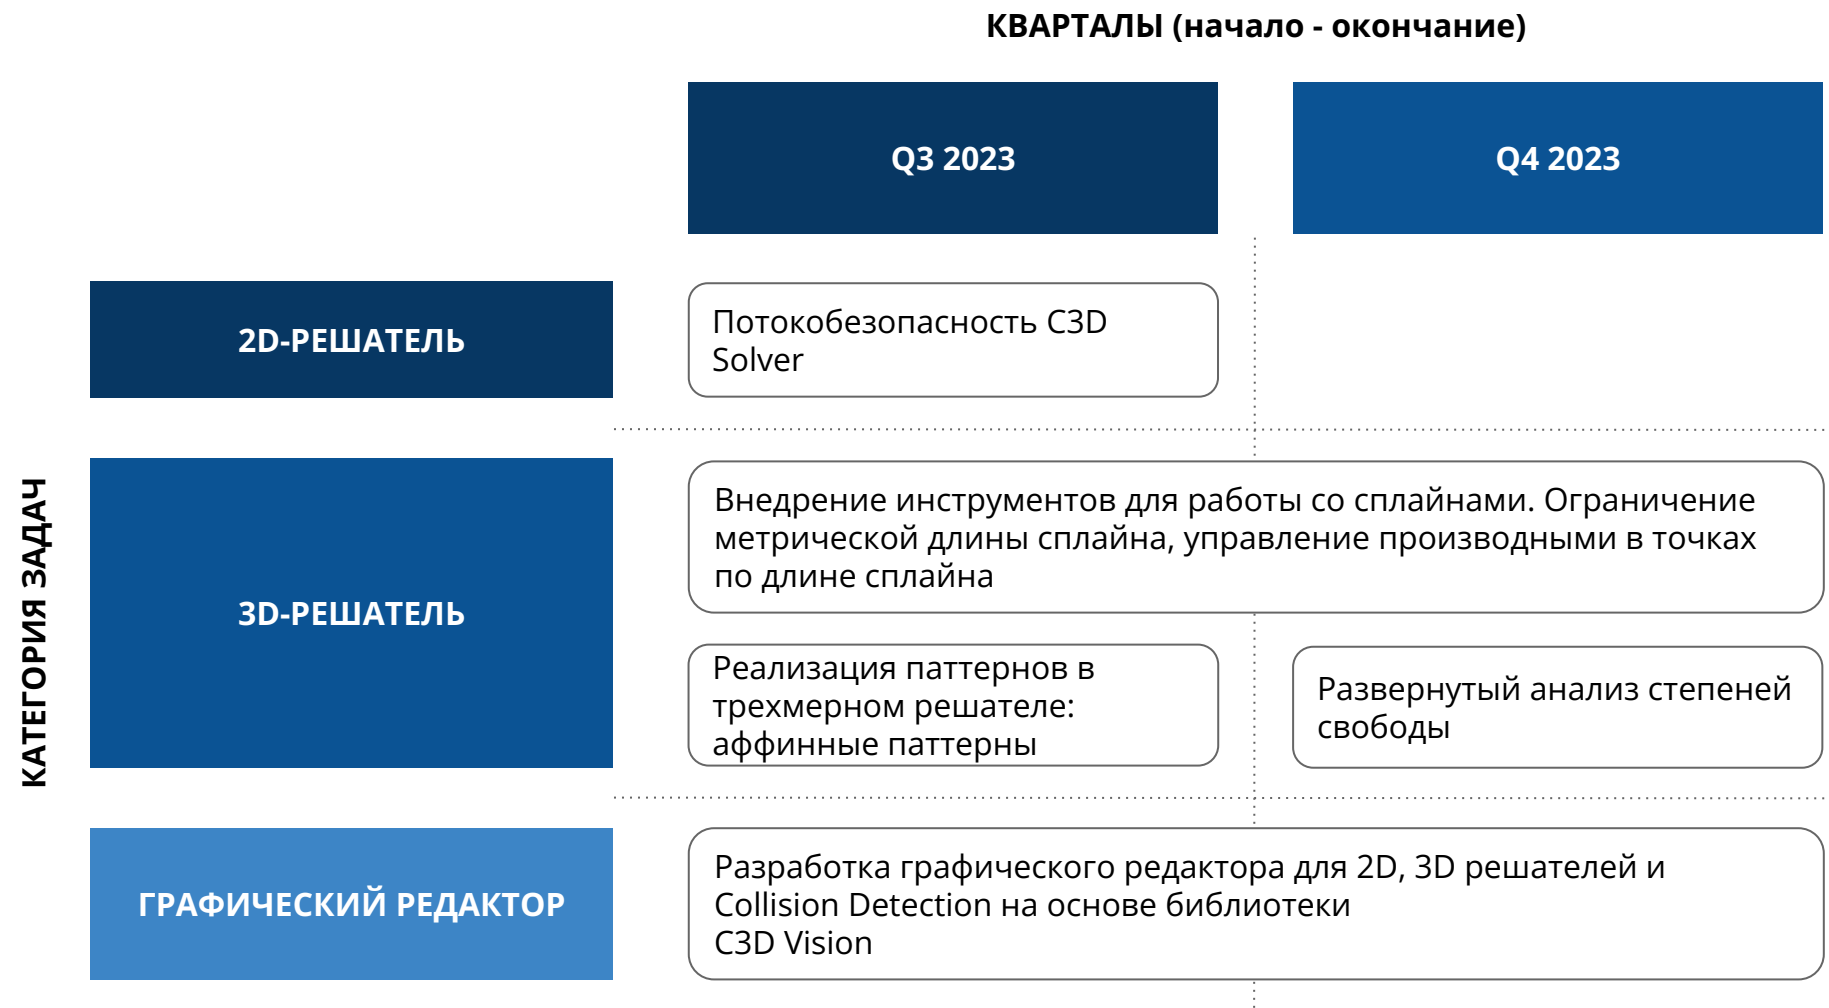 КВАРТАЛЫ (начало - окончание)
Q3 2023
Q4 2023
КАТЕГОРИЯ ЗАДАЧ
2D-РЕШАТЕЛЬ
Потокобезопасность C3D
Solver
3D-РЕШАТЕЛЬ
Внедрение инструментов для работы со сплайнами. Ограничение
метрической длины сплайна, управление производными в точках
по длине сплайна
Реализация паттернов в
трехмерном решателе:
аффинные паттерны
Развернутый анализ степеней
свободы
ГРАФИЧЕСКИЙ РЕДАКТОР
Разработка графического редактора для 2D, 3D решателей и
Collision Detection на основе библиотеки
C3D Vision